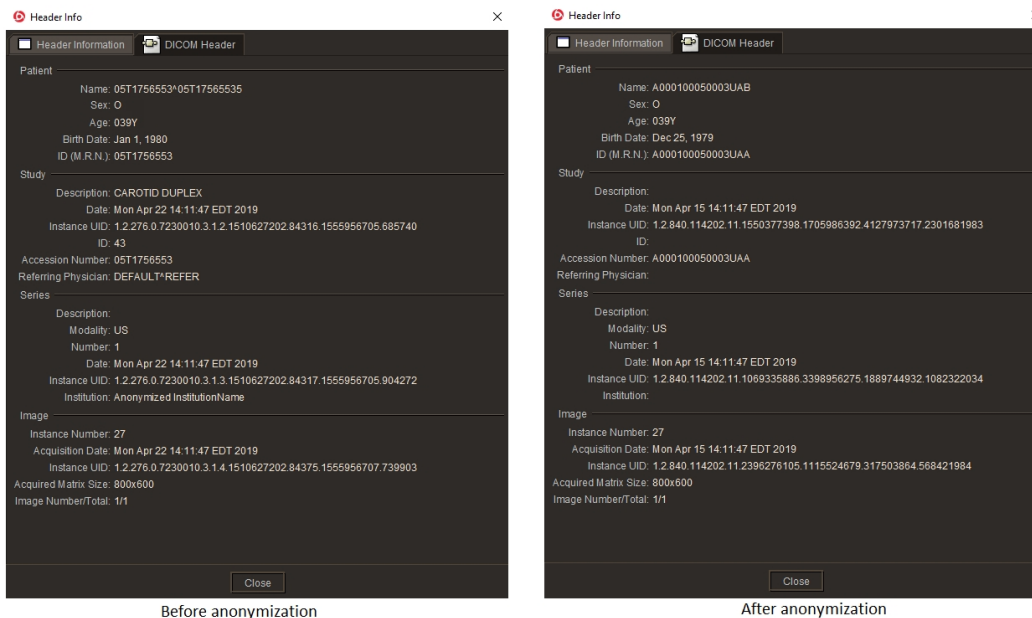 Header Info
Header Information DICOM Header
Patient
Name: 05T1756553^05T17565535
Sex: O
Age: 039Y
Birth Date: Jan 1, 1980
ID (M.R.N.): 05T1756553
Study
Description: CAROTID DUPLEX
Date: Mon Apr 22 14:11:47 EDT 2019
Instance UID: 1.2.276.0.7230010.3.1.2.1510627202.84316.1555956705.685740
ID: 43
Accession Number: 05T1756553
Referring Physician: DEFAULT^REFER
Series
Description:
Modality: US
Number: 1
Date: Mon Apr 22 14:11:47 EDT 2019
Instance UID: 1.2.276.0.7230010.3.1.3.1510627202.84317.1555956705.904272
Institution: Anonymized InstitutionName
Image
Instance Number: 27
Acquisition Date: Mon Apr 22 14:11:47 EDT 2019
Instance UID: 1.2.276.0.7230010.3.1.4.1510627202.84375.1555956707.739903
Acquired Matrix Size: 800x600
Image Number/Total: 1/1
Close
Before anonymization
Header Info
Header Information DICOM Header
Patient
Name: A000100050003UAB
Sex: O
Age: 039Y
Birth Date: Dec 25, 1979
ID (M.R.N.): A000100050003UAA
Study
Description:
Date: Mon Apr 15 14:11:47 EDT 2019
Instance UID: 1.2.840.114202.11.1550377398.1705986392.4127973717.2301681983
ID:
Accession Number: A000100050003UAA
Referring Physician:
Series
Description:
Modality: US
Number: 1
Date: Mon Apr 15 14:11:47 EDT 2019
Instance UID: 1.2.840.114202.11.1069335886.3398956275.1889744932.1082322034
Institution:
Image
Instance Number: 27
Acquisition Date: Mon Apr 15 14:11:47 EDT 2019
Instance UID: 1.2.840.114202.11.2396276105.1115524679.317503864.568421984
Acquired Matrix Size: 800x600
Image Number/Total: 1/1
Close
After anonymization